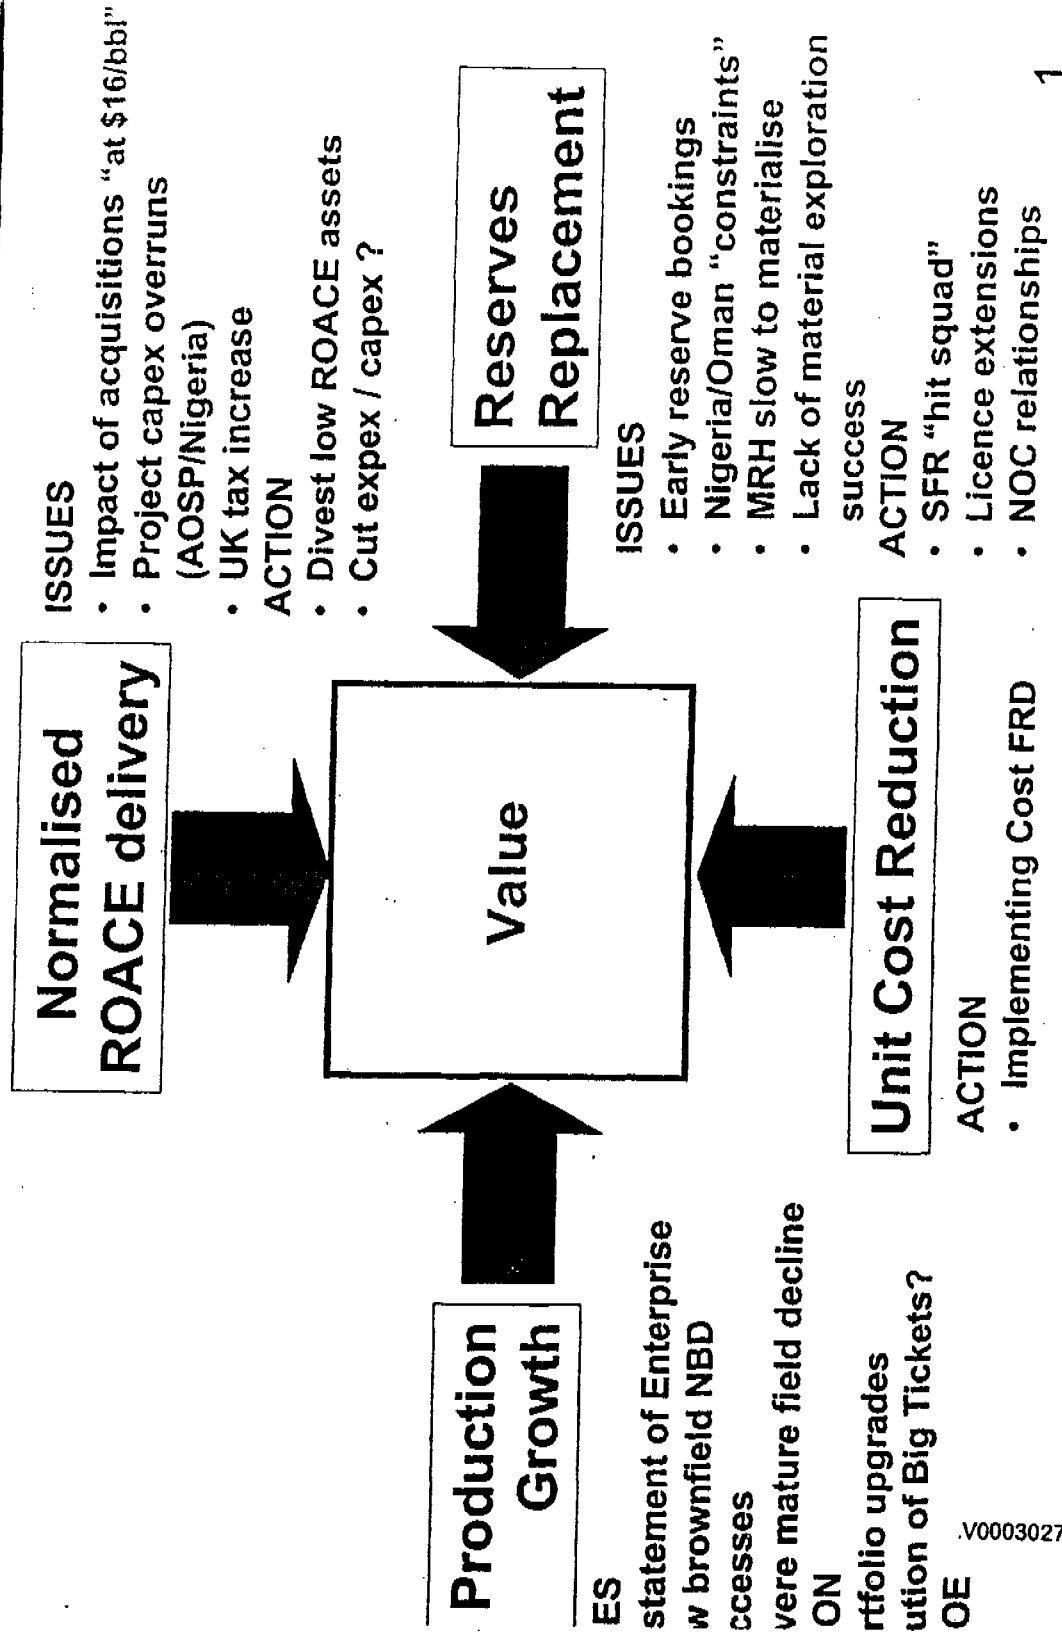 Normalised
ROACE delivery
ISSUES
• Impact of acquisitions “at $16/bbl”
• Project capex overruns
(AOSP/Nigeria)
• UK tax increase
ACTION
• Divest low ROACE assets
• Cut expex / capex ?
Production
Growth
ES
statement of Enterprise
w brownfield NBD
ccesses
vere mature field decline
ON
rtfolio upgrades
ution of Big Tickets?
OE
Value
Reserves
Replacement
ISSUES
• Early reserve bookings
• Nigeria/Oman “constraints”
• MRH slow to materialise
• Lack of material exploration
success
ACTION
• SFR “hit squad”
• Licence extensions
• NOC relationships
Unit Cost Reduction
ACTION
• Implementing Cost FRD
.V0003027
1